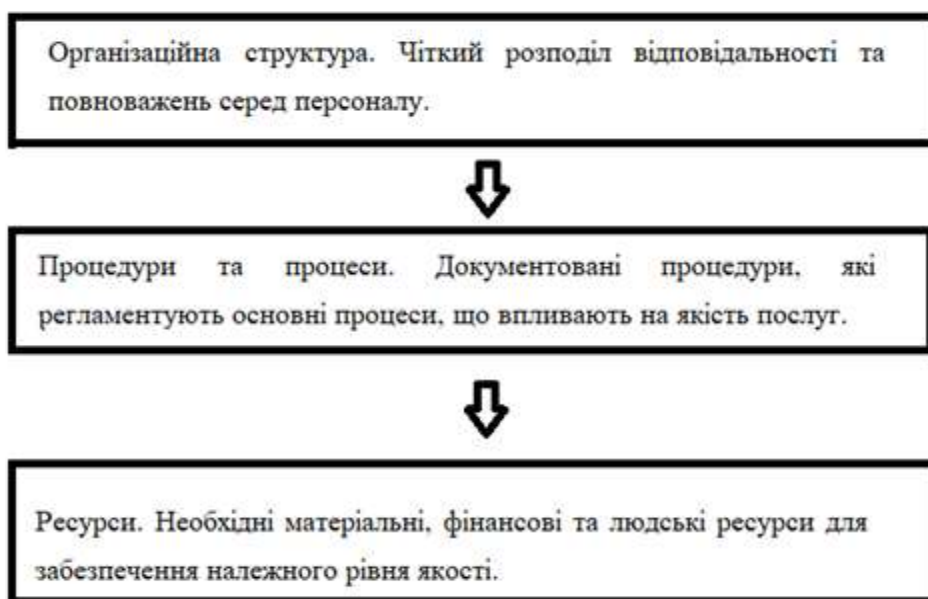 Організаційна структура. Чіткий розподіл відповідальності та
повноважень серед персоналу.
Процедури та процеси. Документовані процедури, які
регламентують основні процеси, що впливають на якість послуг.
Ресурси. Необхідні матеріальні, фінансові та людські ресурси для
забезпечення належного рівня якості.